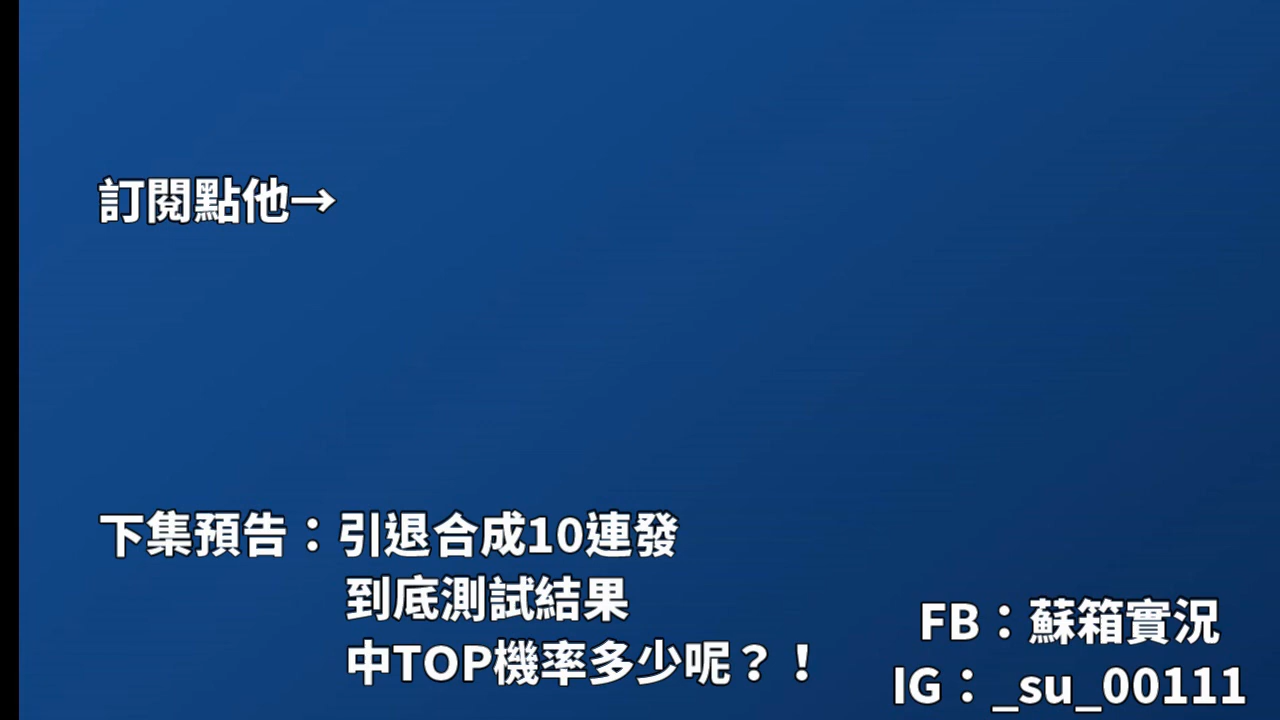 訂閱點他→
下集預告：引退合成10連發
到底測試結果
中TOP機率多少呢？！
FB：蘇箱實況
IG：_su_00111